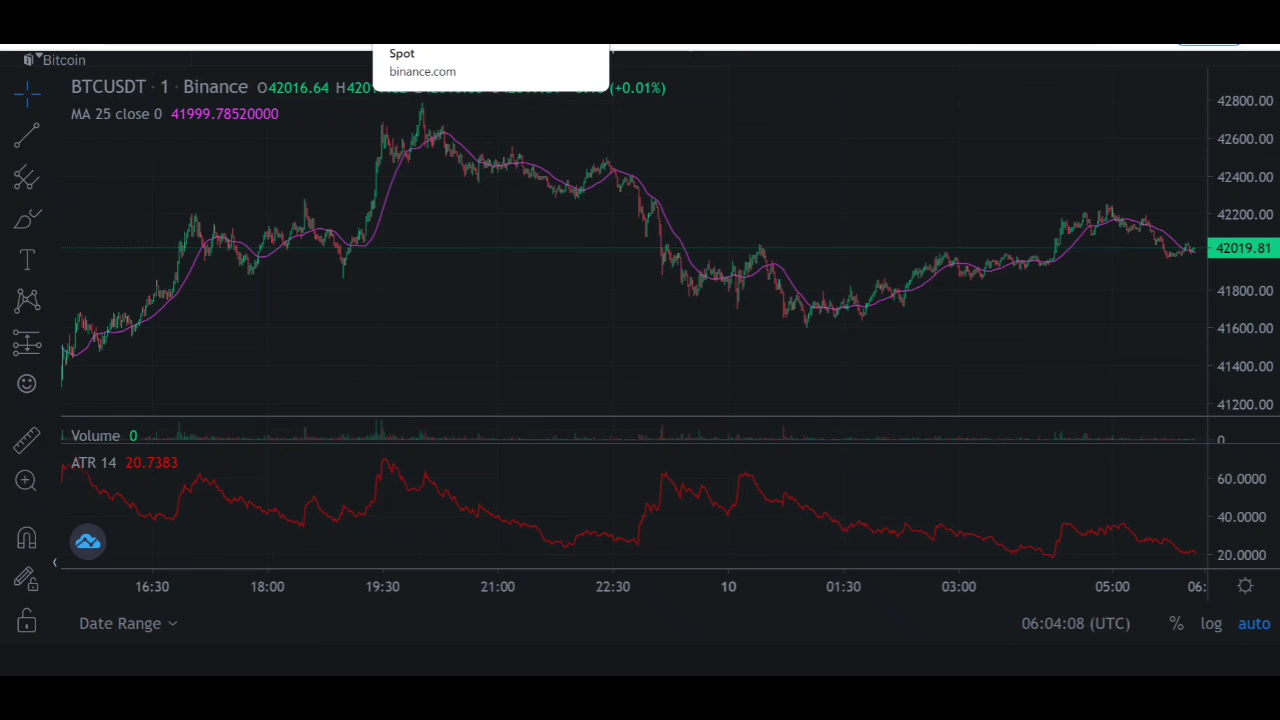 Spot
Bitcoin
binance.com
BTCUSDT · 1 · Binance O42016.64 (+0.01%)
MA 25 close 0 41999.78520000
42800.00
42600.00
42400.00
42200.00
42019.81
41800.00
41600.00
41400.00
41200.00
Volume 0
0
ATR 14 20.7383
60.0000
40.0000
20.0000
16:30 18:00 19:30 21:00 22:30 10 01:30 03:00 05:00 06:
Date Range 06:04:08 (UTC) % log auto